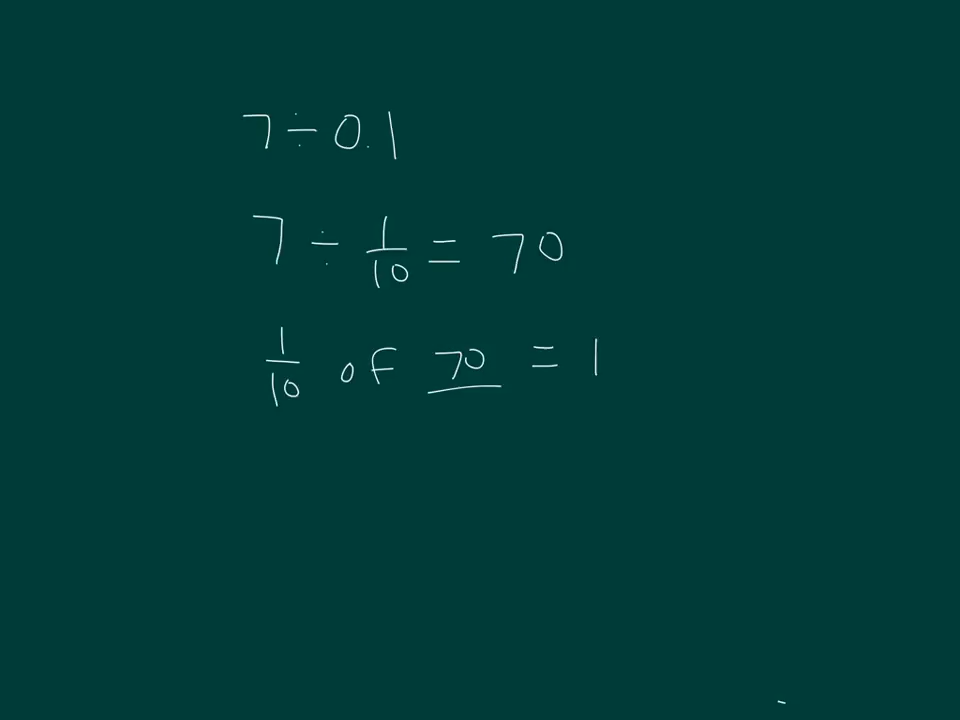 7 ÷ 0.1
7 ÷ 1/10 = 70
1/10 of 70 = 1